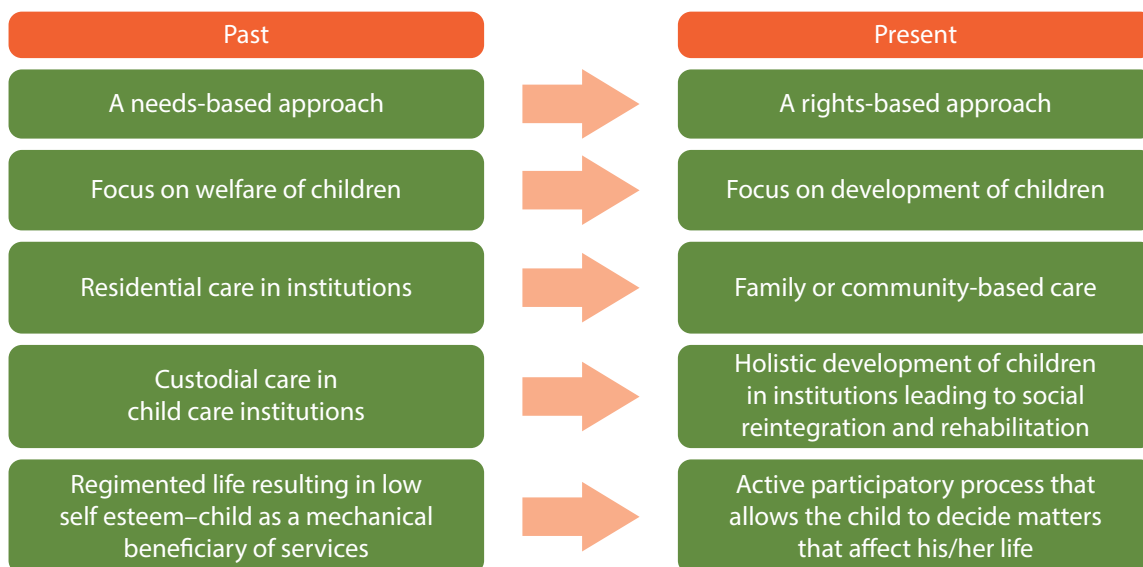 Past
Present
A needs-based approach
A rights-based approach
Focus on welfare of children
Focus on development of children
Residential care in institutions
Family or community-based care
Custodial care in
child care institutions
Holistic development of children
in institutions leading to social
reintegration and rehabilitation
Regimented life resulting in low
self esteem–child as a mechanical
beneficiary of services
Active participatory process that
allows the child to decide matters
that affect his/her life